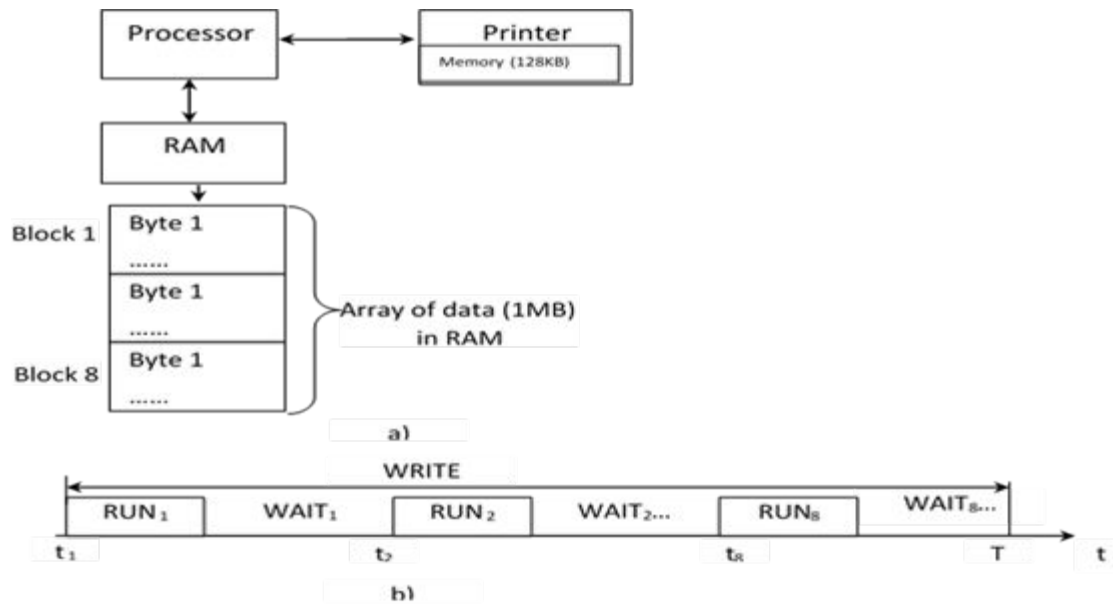 Processor
Printer
Memory (128KB)
RAM
Block 1
Byte 1
......
Byte 1
......
Block 8
Byte 1
......
Array of data (1MB)
in RAM
a)
WRITE
RUN₁ WAIT₁ RUN₂ WAIT₂... RUN₈ WAIT₈...
t₁ t₂ t₈ T t
b)